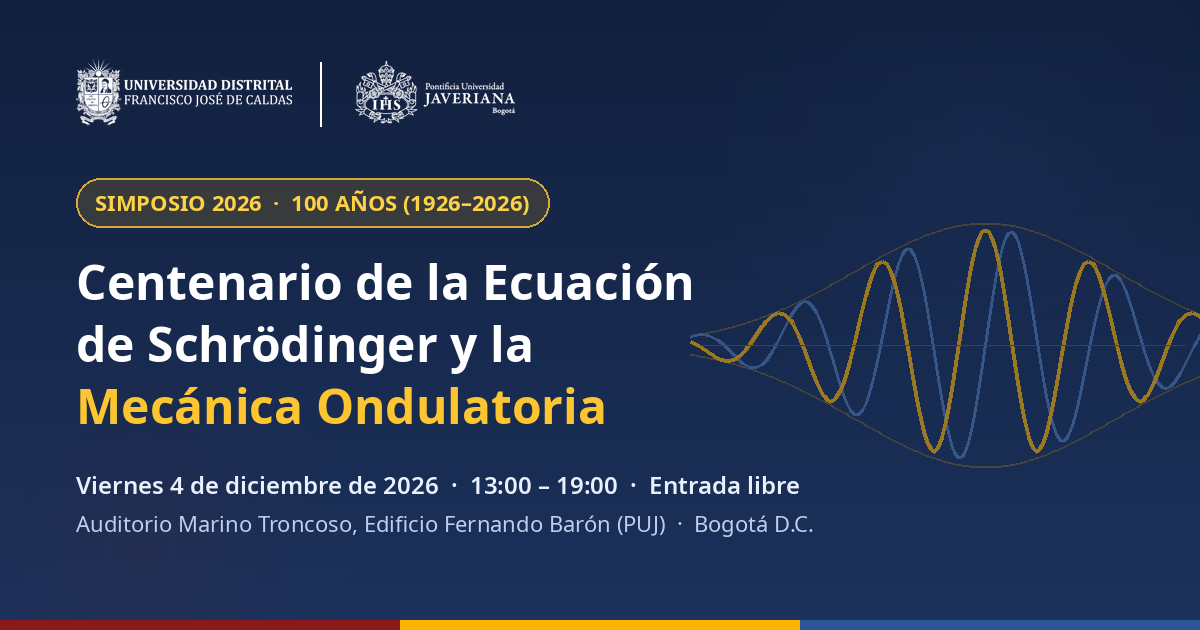 UNIVERSIDAD DISTRITAL
FRANCISCO JOSÉ DE CALDAS
IHS
Pontificia Universidad
JAVERIANA
Bogotá
SIMPOSIO 2026 · 100 AÑOS (1926–2026)
Centenario de la Ecuación
de Schrödinger y la
Mecánica Ondulatoria
Viernes 4 de diciembre de 2026 · 13:00 – 19:00 · Entrada libre
Auditorio Marino Troncoso, Edificio Fernando Barón (PUJ) · Bogotá D.C.